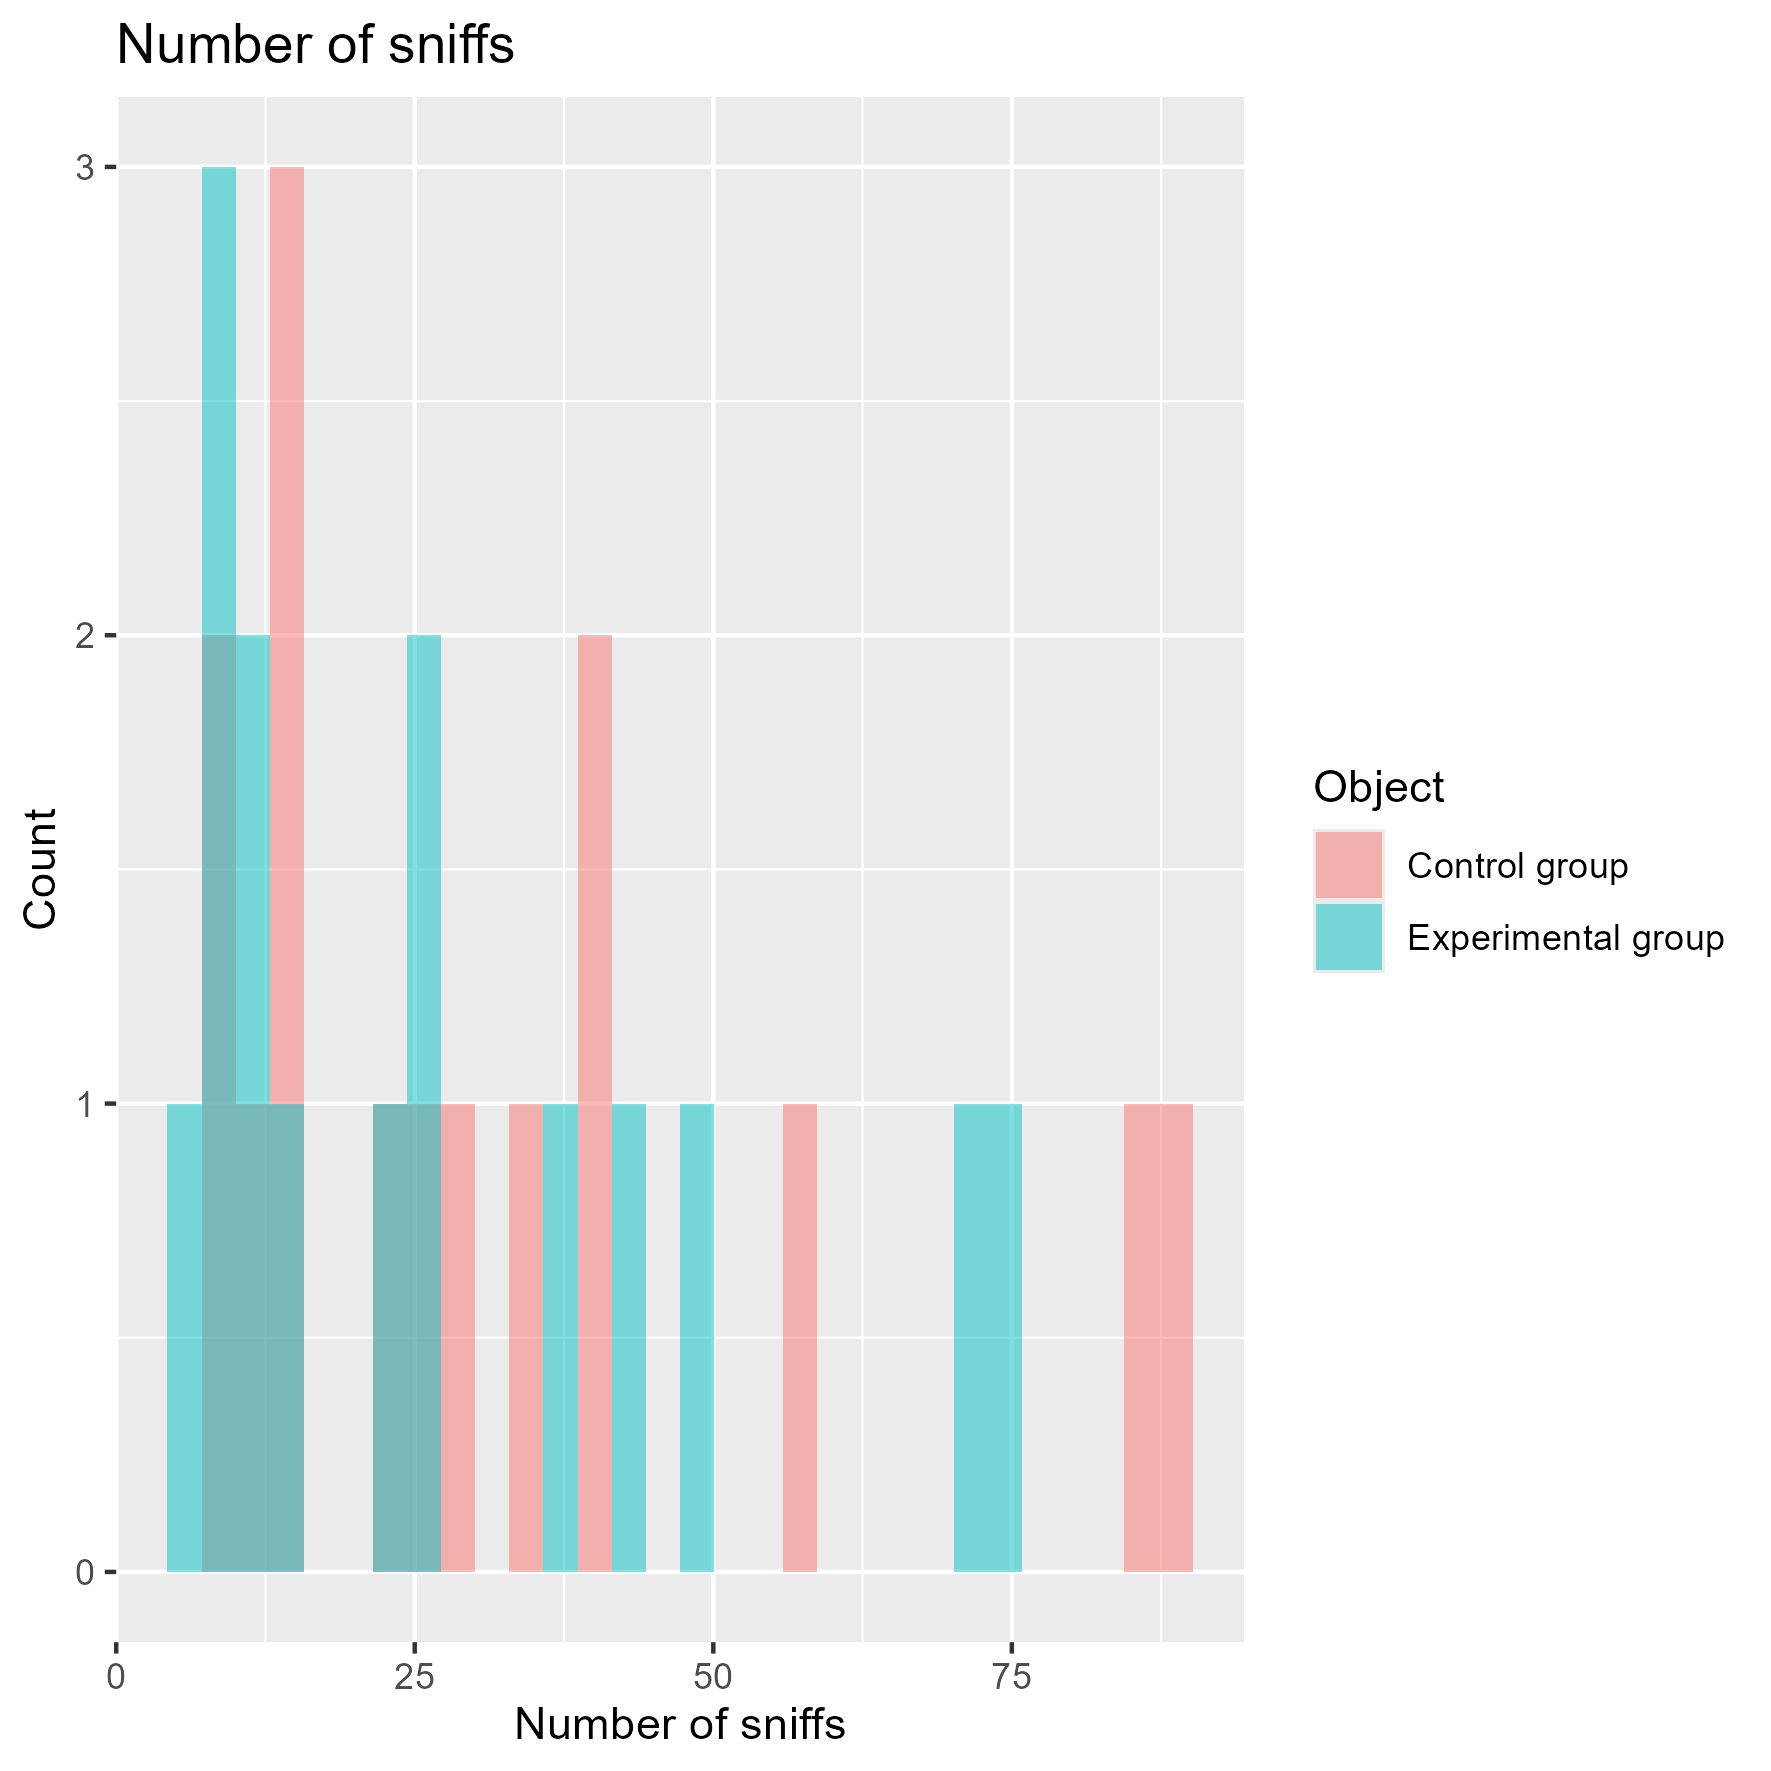 Number of sniffs
3
2
1
0
Count
0 25 50 75
Number of sniffs
Object
Control group
Experimental group